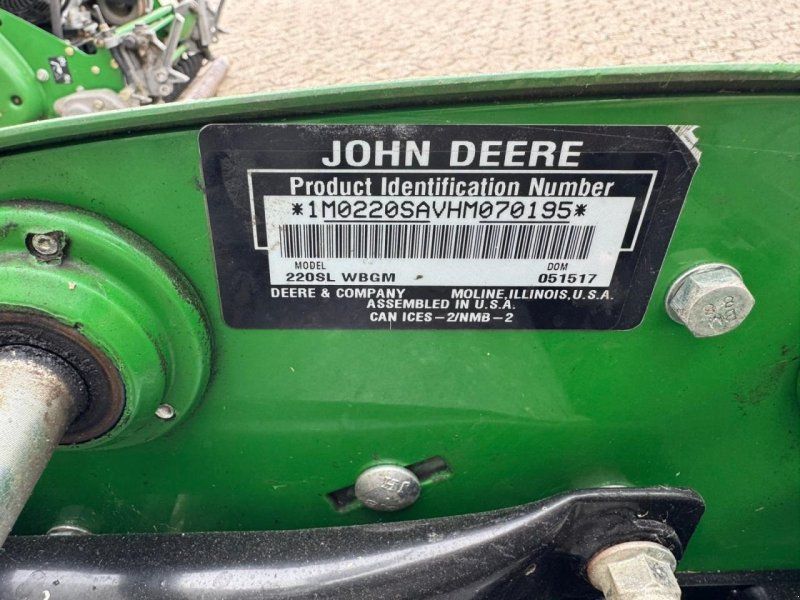 JOHN DEERE
Product Identification Number
*1M0220SAVHM070195*
MODEL DOM
220SL WBGM 051517
DEERE & COMPANY MOLINE, ILLINOIS, U.S.A.
ASSEMBLED IN U.S.A.
CAN ICES-2/NMB-2